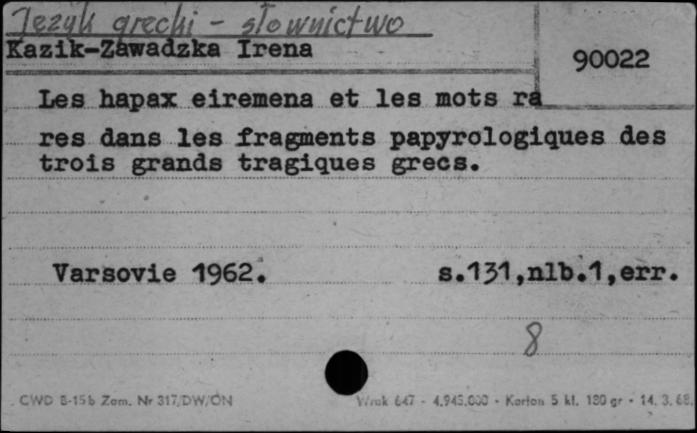 Język grecki - słownictwo
Kazik-Zawadzka Irena
90022
Les hapax eiremena et les mots ra
res dans les fragments papyrologiques des
trois grands tragiques grecs.
Varsovie 1962.
s.131,nlb.1,err.
8
CWD B-15b Zam. Nr 317/DW/ON
647 - 4.945.000 - Karton 5 kl. 180 gr - 14. 3. 68.